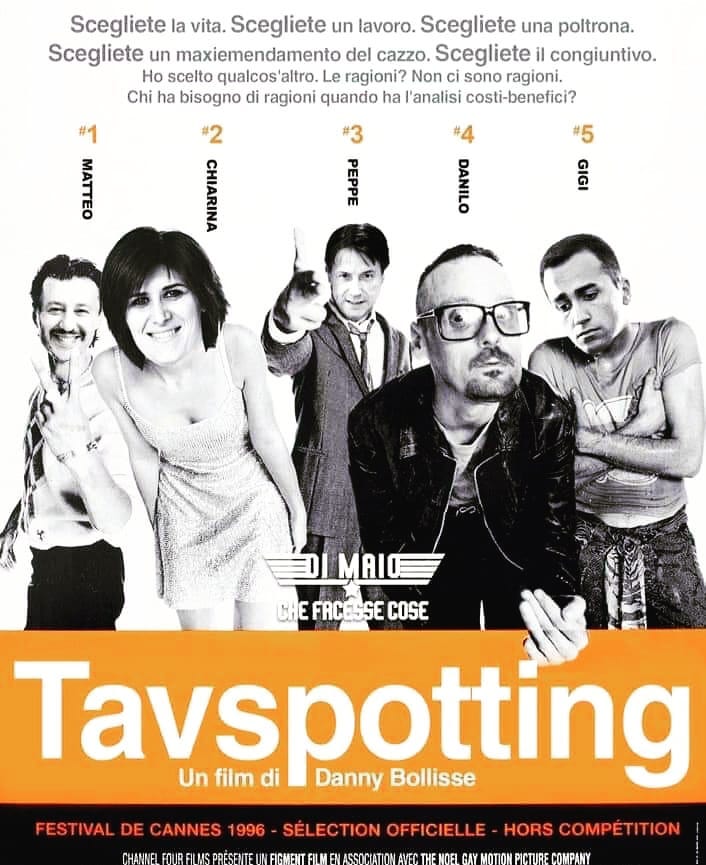 Scegliete la vita. Scegliete un lavoro. Scegliete una poltrona.
Scegliete un maxiemendamento del cazzo. Scegliete il congiuntivo.
Ho scelto qualcos'altro. Le ragioni? Non ci sono ragioni.
Chi ha bisogno di ragioni quando ha l'analisi costi-benefici?
#1 #2 #3 #4 #5
MATTEO
CHIARINA
PEPPE
DANILO
GIGI
DI MAIO
CHE FACESSE COSE
Tavspotting
Un film di Danny Bollisse
FESTIVAL DE CANNES 1996 - SÉLECTION OFFICIELLE - HORS COMPÉTITION
CHANNEL FOUR FILMS PRÉSENTE UN FIGMENT FILM EN ASSOCIATION AVEC THE NOEL GAY MOTION PICTURE COMPANY